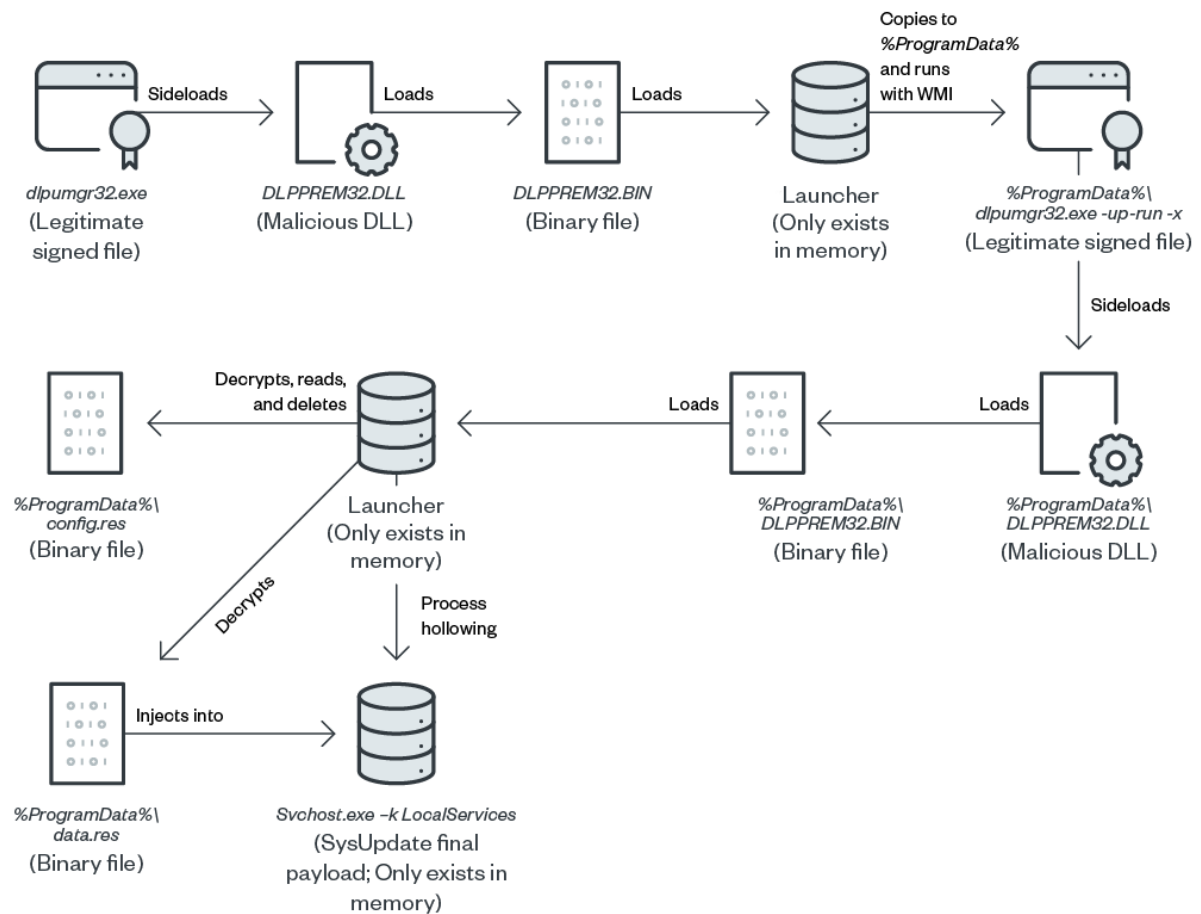 Copies to
%ProgramData%
and runs
with WMI
Sideloads
Loads
Loads
dlpumgr32.exe
(Legitimate
signed file)
DLPPREM32.DLL
(Malicious DLL)
DLPPREM32.BIN
(Binary file)
Launcher
(Only exists
in memory)
%ProgramData%\
dlpumgr32.exe -up-run -x
(Legitimate signed file)
Sideloads
Decrypts, reads,
and deletes
Loads
Loads
%ProgramData%\
config.res
(Binary file)
Launcher
(Only exists in
memory)
%ProgramData%\
DLPPREM32.BIN
(Binary file)
%ProgramData%\
DLPPREM32.DLL
(Malicious DLL)
Decrypts
Process
hollowing
Injects into
%ProgramData%\
data.res
(Binary file)
Svchost.exe –k LocalServices
(SysUpdate final
payload; Only exists in
memory)